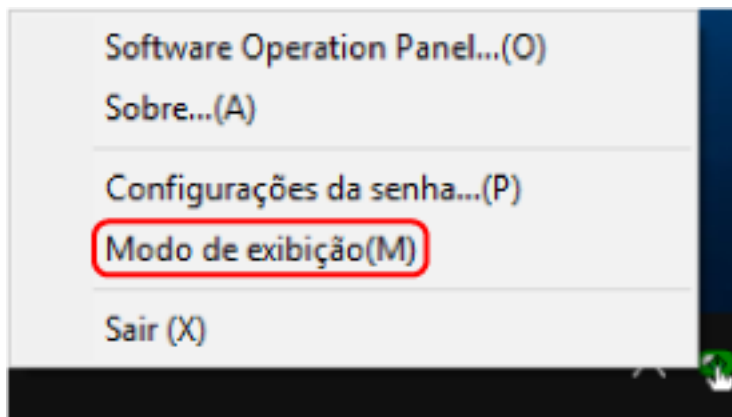 Software Operation Panel...(O)
Sobre...(A)
Configurações da senha...(P)
Modo de exibição(M)
Sair (X)